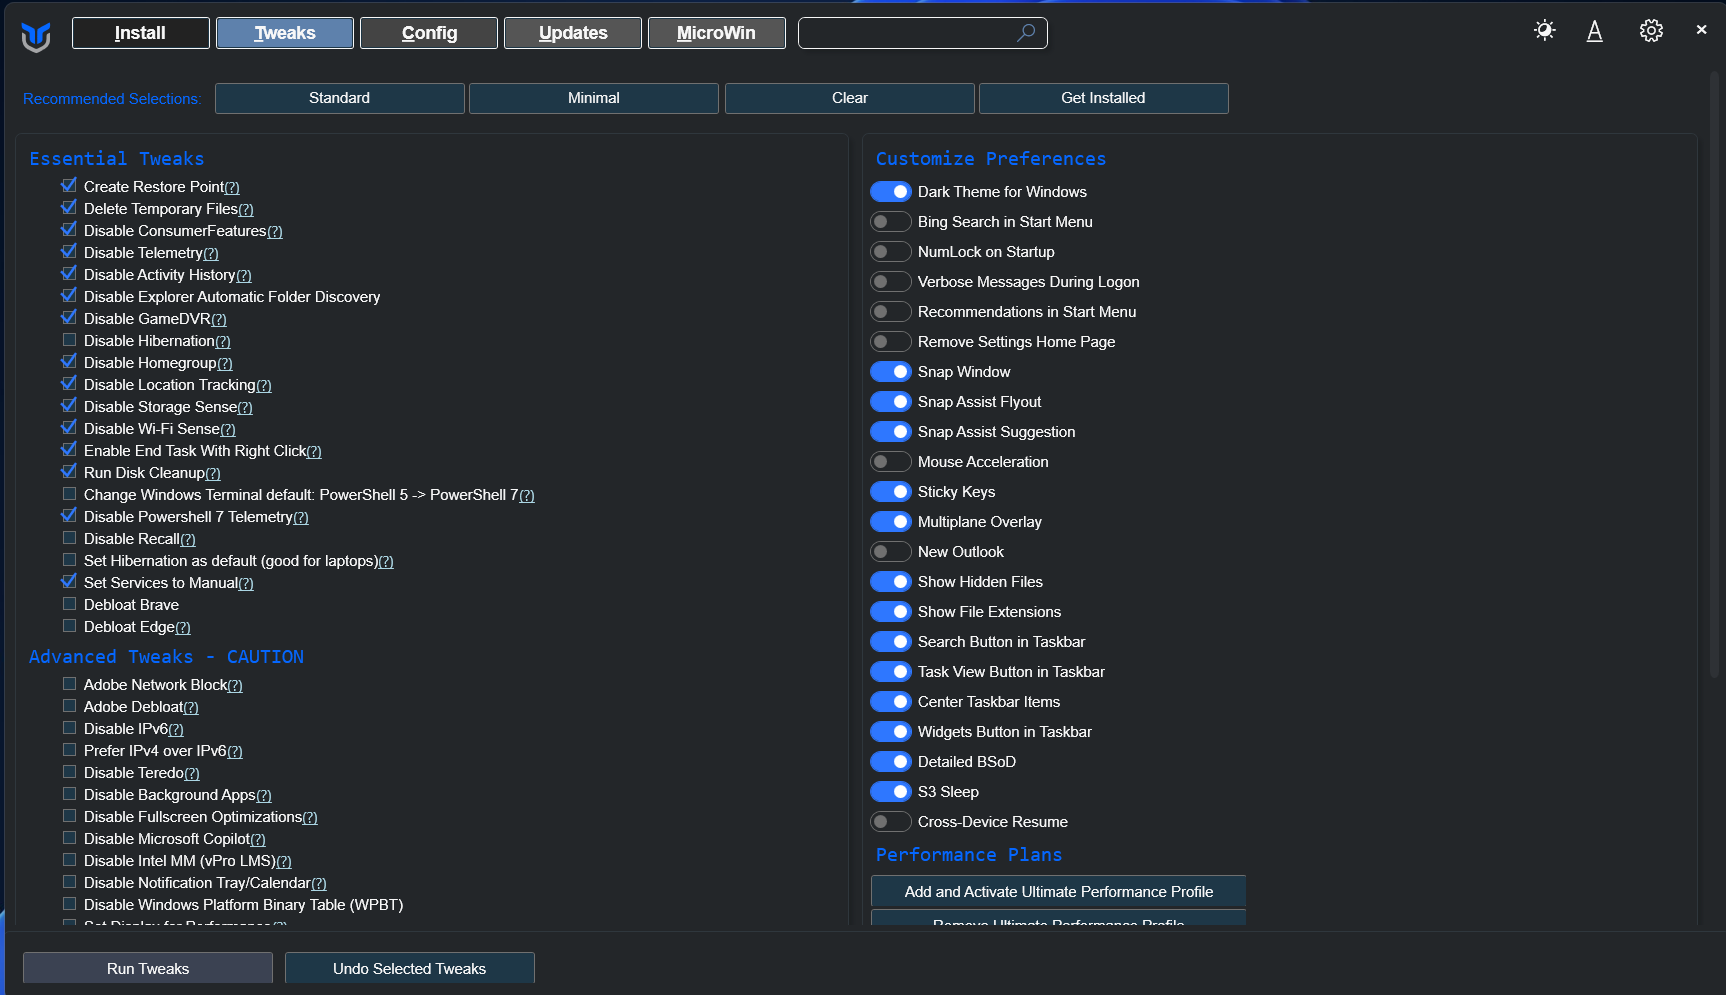 Install
Tweaks
Config
Updates
MicroWin
A
Recommended Selections:
Standard
Minimal
Clear
Get Installed
Essential Tweaks
Create Restore Point(?)
Delete Temporary Files(?)
Disable ConsumerFeatures(?)
Disable Telemetry(?)
Disable Activity History(?)
Disable Explorer Automatic Folder Discovery
Disable GameDVR(?)
Disable Hibernation(?)
Disable Homegroup(?)
Disable Location Tracking(?)
Disable Storage Sense(?)
Disable Wi-Fi Sense(?)
Enable End Task With Right Click(?)
Run Disk Cleanup(?)
Change Windows Terminal default: PowerShell 5 -> PowerShell 7(?)
Disable Powershell 7 Telemetry(?)
Disable Recall(?)
Set Hibernation as default (good for laptops)(?)
Set Services to Manual(?)
Debloat Brave
Debloat Edge(?)
Advanced Tweaks - CAUTION
Adobe Network Block(?)
Adobe Debloat(?)
Disable IPv6(?)
Prefer IPv4 over IPv6(?)
Disable Teredo(?)
Disable Background Apps(?)
Disable Fullscreen Optimizations(?)
Disable Microsoft Copilot(?)
Disable Intel MM (vPro LMS)(?)
Disable Notification Tray/Calendar(?)
Disable Windows Platform Binary Table (WPBT)
Set Display for Performance(?)
Customize Preferences
Dark Theme for Windows
Bing Search in Start Menu
NumLock on Startup
Verbose Messages During Logon
Recommendations in Start Menu
Remove Settings Home Page
Snap Window
Snap Assist Flyout
Snap Assist Suggestion
Mouse Acceleration
Sticky Keys
Multiplane Overlay
New Outlook
Show Hidden Files
Show File Extensions
Search Button in Taskbar
Task View Button in Taskbar
Center Taskbar Items
Widgets Button in Taskbar
Detailed BSoD
S3 Sleep
Cross-Device Resume
Performance Plans
Add and Activate Ultimate Performance Profile
Remove Ultimate Performance Profile
Run Tweaks
Undo Selected Tweaks